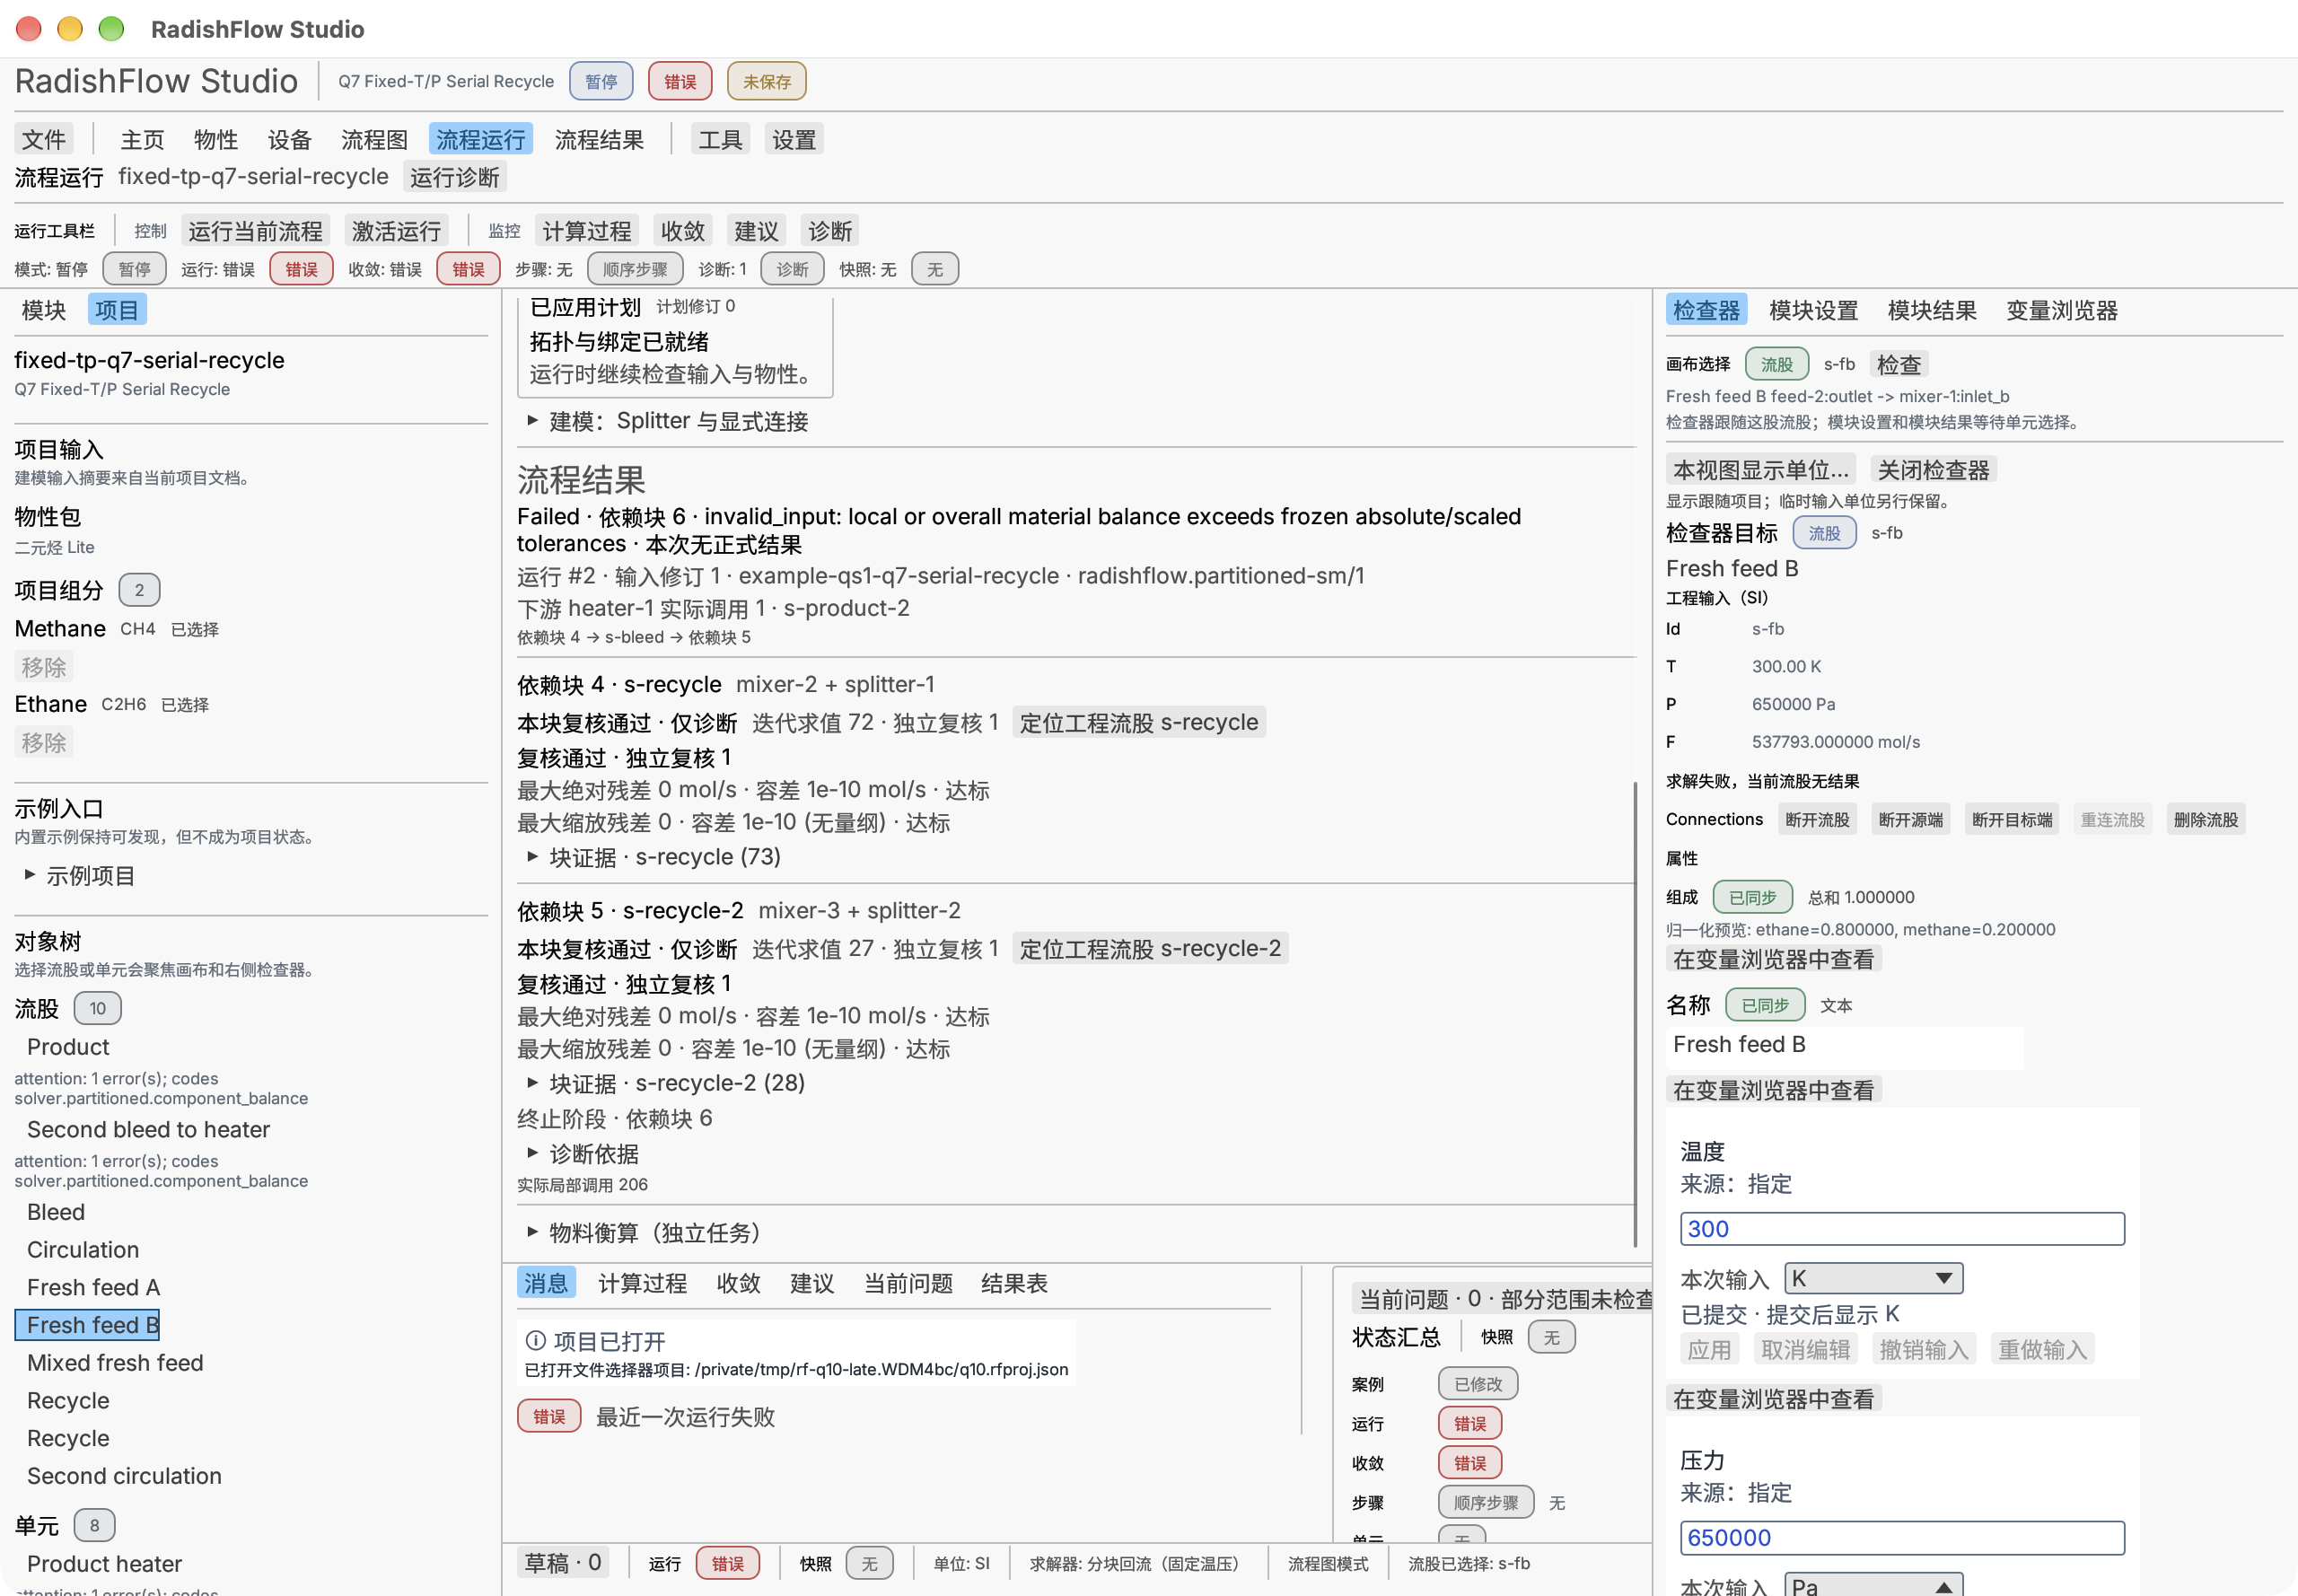 RadishFlow Studio
RadishFlow Studio Q7 Fixed-T/P Serial Recycle 暂停 错误 未保存
文件 主页 物性 设备 流程图 流程运行 流程结果 工具 设置
流程运行 fixed-tp-q7-serial-recycle 运行诊断
运行工具栏 控制 运行当前流程 激活运行 监控 计算过程 收敛 建议 诊断
模式: 暂停 暂停 运行: 错误 错误 收敛: 错误 错误 步骤: 无 顺序步骤 诊断: 1 诊断 快照: 无 无
模块 项目
fixed-tp-q7-serial-recycle
Q7 Fixed-T/P Serial Recycle
项目输入
建模输入摘要来自当前项目文档。
物性包
二元烃 Lite
项目组分 2
Methane CH4 已选择
移除
Ethane C2H6 已选择
移除
示例入口
内置示例保持可发现，但不成为项目状态。
▶ 示例项目
对象树
选择流股或单元会聚焦画布和右侧检查器。
流股 10
Product
attention: 1 error(s); codes
solver.partitioned.component_balance
Second bleed to heater
attention: 1 error(s); codes
solver.partitioned.component_balance
Bleed
Circulation
Fresh feed A
Fresh feed B
Mixed fresh feed
Recycle
Recycle
Second circulation
单元 8
Product heater
attention: 1 error(s); codes
已应用计划 计划修订 0
拓扑与绑定已就绪
运行时继续检查输入与物性。
▶ 建模：Splitter 与显式连接
流程结果
Failed · 依赖块 6 · invalid_input: local or overall material balance exceeds frozen absolute/scaled
tolerances · 本次无正式结果
运行 #2 · 输入修订 1 · example-qs1-q7-serial-recycle · radishflow.partitioned-sm/1
下游 heater-1 实际调用 1 · s-product-2
依赖块 4 → s-bleed → 依赖块 5
依赖块 4 · s-recycle mixer-2 + splitter-1
本块复核通过 · 仅诊断 迭代求值 72 · 独立复核 1 定位工程流股 s-recycle
复核通过 · 独立复核 1
最大绝对残差 0 mol/s · 容差 1e-10 mol/s · 达标
最大缩放残差 0 · 容差 1e-10 (无量纲) · 达标
▶ 块证据 · s-recycle (73)
依赖块 5 · s-recycle-2 mixer-3 + splitter-2
本块复核通过 · 仅诊断 迭代求值 27 · 独立复核 1 定位工程流股 s-recycle-2
复核通过 · 独立复核 1
最大绝对残差 0 mol/s · 容差 1e-10 mol/s · 达标
最大缩放残差 0 · 容差 1e-10 (无量纲) · 达标
▶ 块证据 · s-recycle-2 (28)
终止阶段 · 依赖块 6
▶ 诊断依据
实际局部调用 206
▶ 物料衡算（独立任务）
消息 计算过程 收敛 建议 当前问题 结果表
ⓘ 项目已打开
已打开文件选择器项目: /private/tmp/rf-q10-late.WDM4bc/q10.rfproj.json
错误 最近一次运行失败
当前问题 · 0 · 部分范围未检查
状态汇总 快照 无
案例 已修改
运行 错误
收敛 错误
步骤 顺序步骤 无
单元 无
草稿 · 0 运行 错误 快照 无 单位: SI 求解器: 分块回流（固定温压） 流程图模式 流股已选择: s-fb
检查器 模块设置 模块结果 变量浏览器
画布选择 流股 s-fb 检查
Fresh feed B feed-2:outlet -> mixer-1:inlet_b
检查器跟随这股流股；模块设置和模块结果等待单元选择。
本视图显示单位... 关闭检查器
显示跟随项目；临时输入单位另行保留。
检查器目标 流股 s-fb
Fresh feed B
工程输入（SI）
Id s-fb
T 300.00 K
P 650000 Pa
F 537793.000000 mol/s
求解失败，当前流股无结果
Connections 断开流股 断开源端 断开目标端 重连流股 删除流股
属性
组成 已同步 总和 1.000000
归一化预览: ethane=0.800000, methane=0.200000
在变量浏览器中查看
名称 已同步 文本
Fresh feed B
在变量浏览器中查看
温度
来源：指定
300
本次输入 K
已提交 · 提交后显示 K
应用 取消编辑 撤销输入 重做输入
在变量浏览器中查看
压力
来源：指定
650000
本次输入 Pa